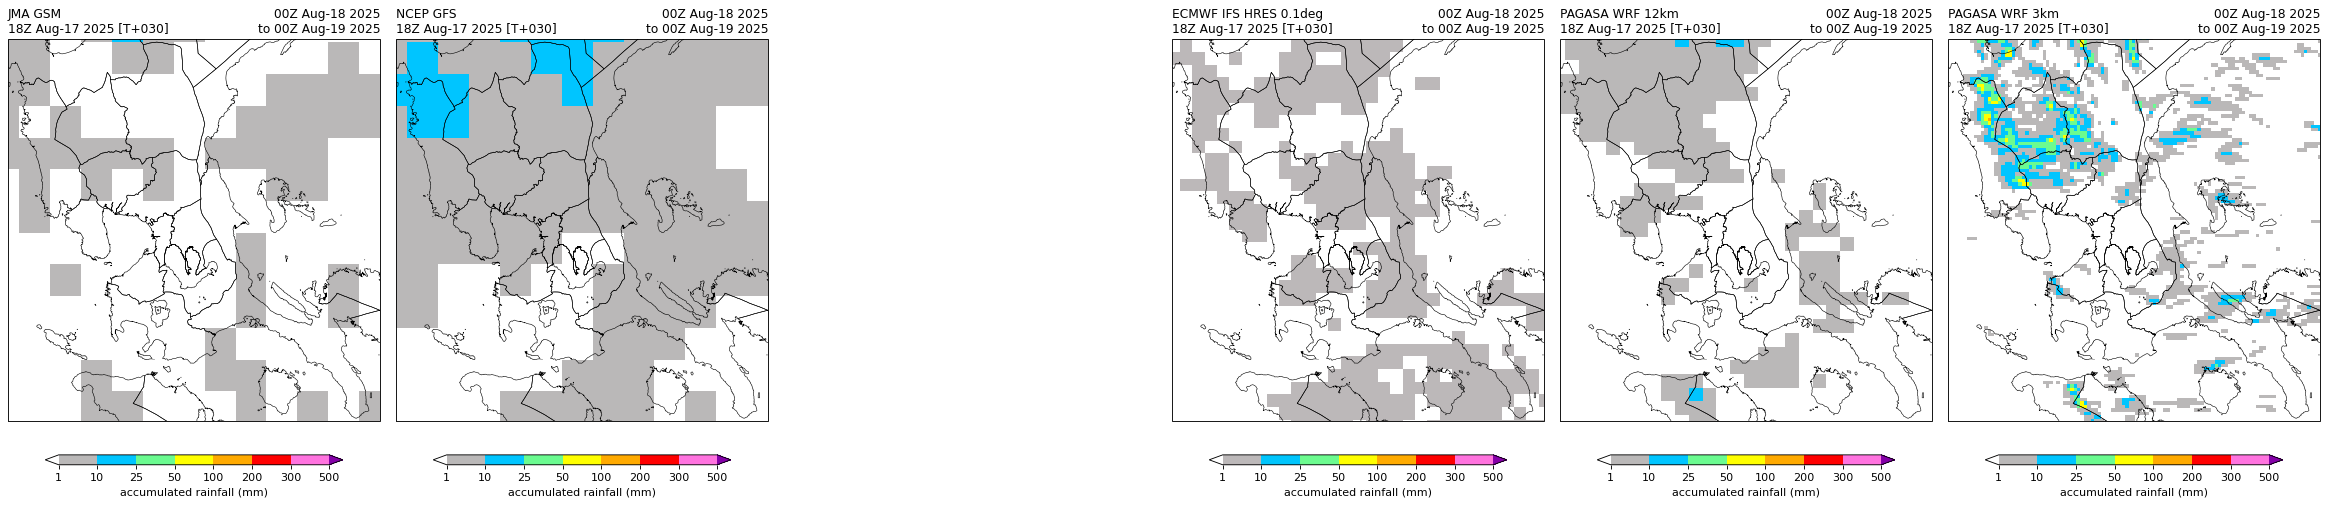 JMA GSM 00Z Aug-18 2025
18Z Aug-17 2025 [T+030] to 00Z Aug-19 2025
1 10 25 50 100 200 300 500
accumulated rainfall (mm)
NCEP GFS 00Z Aug-18 2025
18Z Aug-17 2025 [T+030] to 00Z Aug-19 2025
1 10 25 50 100 200 300 500
accumulated rainfall (mm)
ECMWF IFS HRES 0.1deg 00Z Aug-18 2025
18Z Aug-17 2025 [T+030] to 00Z Aug-19 2025
1 10 25 50 100 200 300 500
accumulated rainfall (mm)
PAGASA WRF 12km 00Z Aug-18 2025
18Z Aug-17 2025 [T+030] to 00Z Aug-19 2025
1 10 25 50 100 200 300 500
accumulated rainfall (mm)
PAGASA WRF 3km 00Z Aug-18 2025
18Z Aug-17 2025 [T+030] to 00Z Aug-19 2025
1 10 25 50 100 200 300 500
accumulated rainfall (mm)